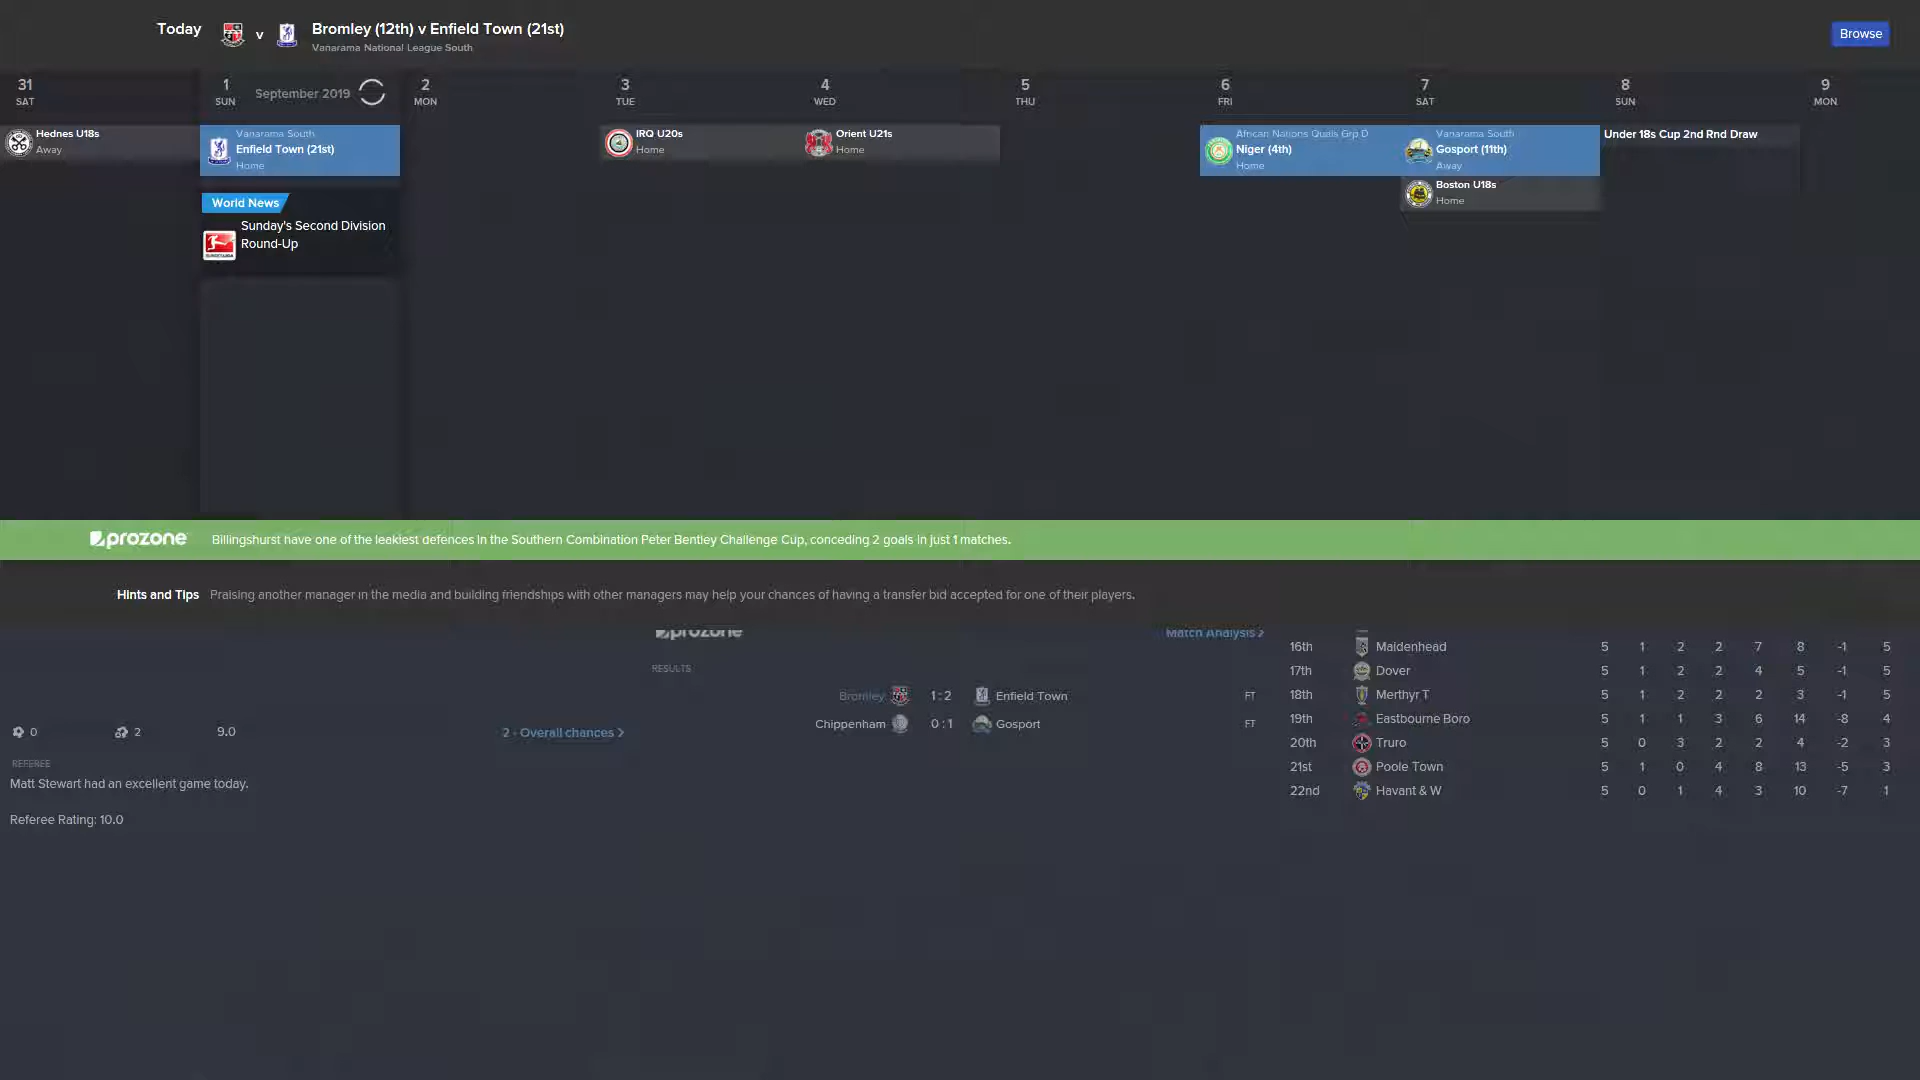 Today
v
Bromley (12th) v Enfield Town (21st)
Vanarama National League South
Browse
31
SAT
1
SUN
September 2019
2
MON
3
TUE
4
WED
5
THU
6
FRI
7
SAT
8
SUN
9
MON
Hednes U18s
Away
Vanarama South
Enfield Town (21st)
Home
IRQ U20s
Home
Orient U21s
Home
African Nations Quals Grp D
Niger (4th)
Home
Vanarama South
Gosport (11th)
Away
Under 18s Cup 2nd Rnd Draw
Boston U18s
Home
World News
Sunday's Second Division
Round-Up
BUNDESLIGA
prozone
Billingshurst have one of the leakiest defences in the Southern Combination Peter Bentley Challenge Cup, conceding 2 goals in just 1 matches.
Hints and Tips Praising another manager in the media and building friendships with other managers may help your chances of having a transfer bid accepted for one of their players.
prozone
Match Analysis >
RESULTS
Bromley 1 : 2 Enfield Town FT
Chippenham 0 : 1 Gosport FT
0 2 9.0
2 - Overall chances >
REFEREE
Matt Stewart had an excellent game today.
Referee Rating: 10.0
16th Maidenhead 5 1 2 2 7 8 -1 5
17th Dover 5 1 2 2 4 5 -1 5
18th Merthyr T 5 1 2 2 2 3 -1 5
19th Eastbourne Boro 5 1 1 3 6 14 -8 4
20th Truro 5 0 3 2 2 4 -2 3
21st Poole Town 5 1 0 4 8 13 -5 3
22nd Havant & W 5 0 1 4 3 10 -7 1